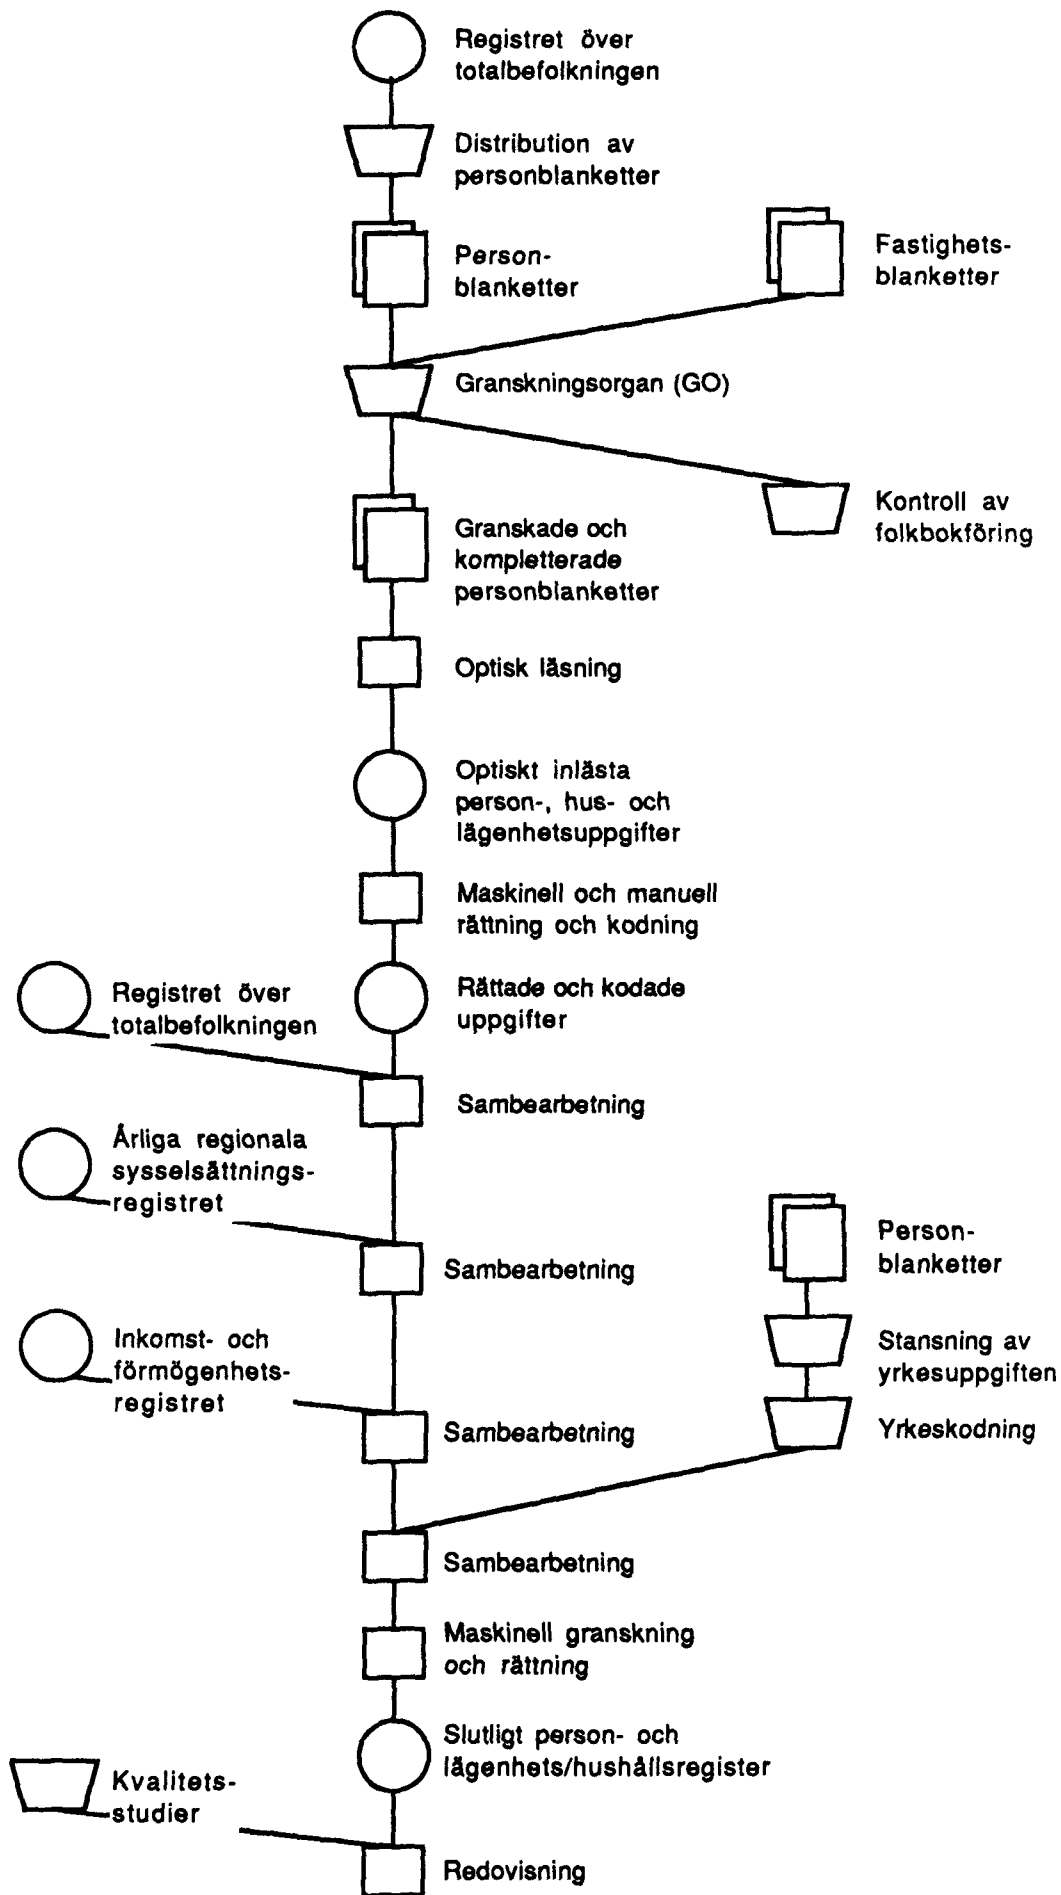 Registret över
totalbefolkningen
Distribution av
personblanketter
Person-
blanketter
Fastighets-
blanketter
Granskningsorgan (GO)
Kontroll av
folkbokföring
Granskade och
kompletterade
personblanketter
Optisk läsning
Optiskt inlästa
person-, hus- och
lägenhetsuppgifter
Maskinell och manuell
rättning och kodning
Registret över
totalbefolkningen
Rättade och kodade
uppgifter
Sambearbetning
Årliga regionala
sysselsättnings-
registret
Sambearbetning
Person-
blanketter
Stansning av
yrkesuppgiften
Inkomst- och
förmögenhets-
registret
Sambearbetning
Yrkeskodning
Sambearbetning
Maskinell granskning
och rättning
Slutligt person- och
lägenhets/hushållsregister
Kvalitets-
studier
Redovisning